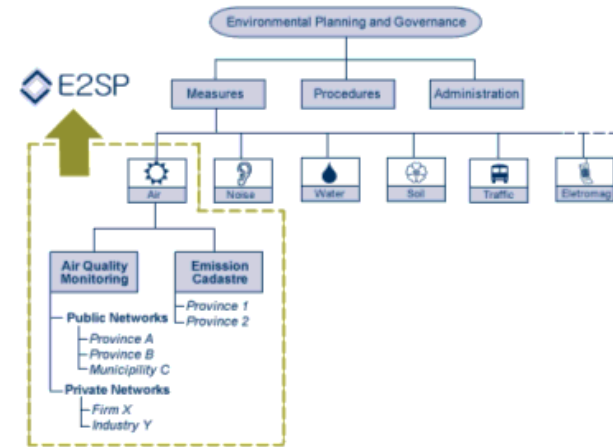 Environmental Planning and Governance
E2SP
Measures
Procedures
Administration
Air
Noise
Water
Soil
Traffic
Eletromag
Air Quality
Monitoring
Emission
Cadastre
Province 1
Province 2
Public Networks
Province A
Province B
Municipility C
Private Networks
Firm X
Industry Y